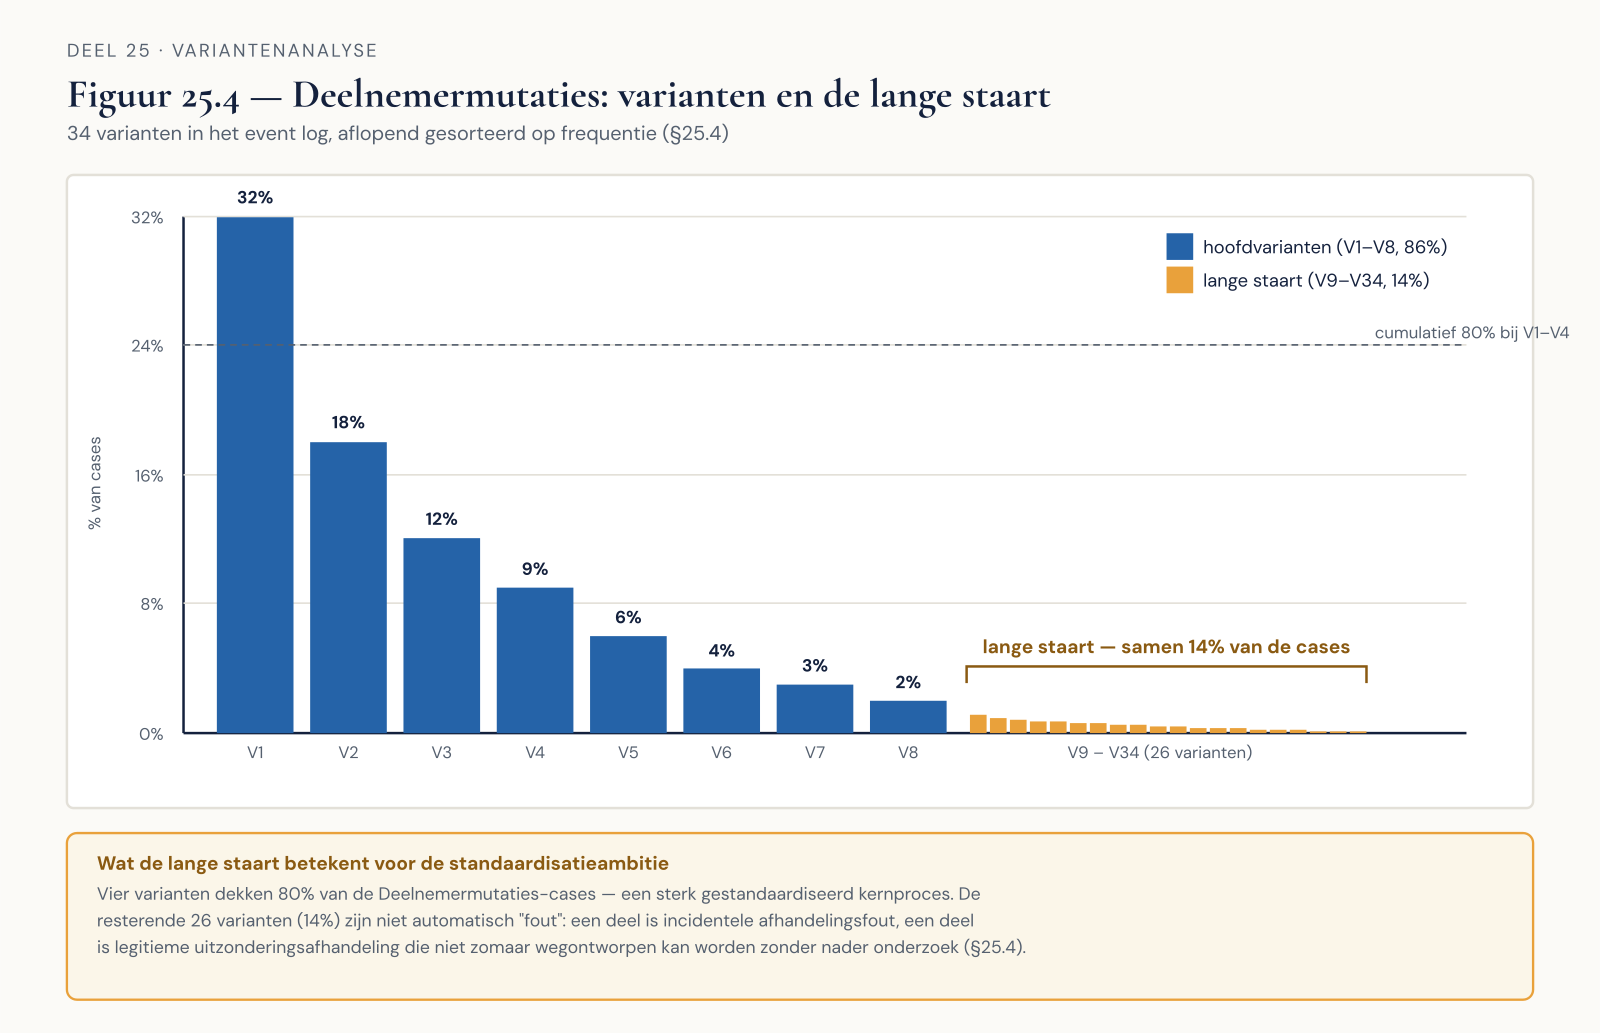 DEEL 25 · VARIANTENANALYSE
Figuur 25.4 — Deelnemermutaties: varianten en de lange staart
34 varianten in het event log, aflopend gesorteerd op frequentie (§25.4)
32%
32%
hoofdvarianten (V1–V8, 86%)
lange staart (V9–V34, 14%)
cumulatief 80% bij V1–V4
24%
18%
16%
% van cases
12%
9%
8%
6%
4%
3%
2%
lange staart — samen 14% van de cases
0%
V1
V2
V3
V4
V5
V6
V7
V8
V9 – V34 (26 varianten)
Wat de lange staart betekent voor de standaardisatieambitie
Vier varianten dekken 80% van de Deelnemermutaties-cases — een sterk gestandaardiseerd kernproces. De
resterende 26 varianten (14%) zijn niet automatisch "fout": een deel is incidentele afhandelingsfout, een deel
is legitieme uitzonderingsafhandeling die niet zomaar wegontworpen kan worden zonder nader onderzoek (§25.4).